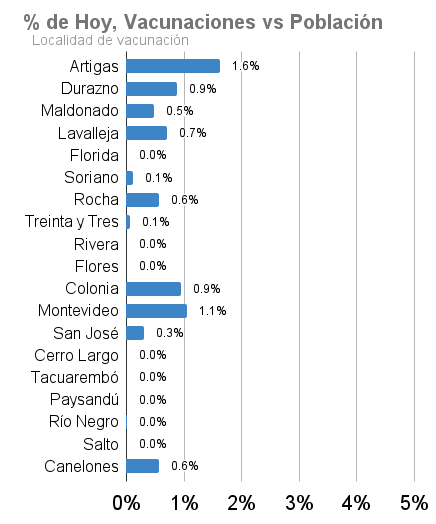 % de Hoy, Vacunaciones vs Población
Localidad de vacunación
Artigas 1.6%
Durazno 0.9%
Maldonado 0.5%
Lavalleja 0.7%
Florida 0.0%
Soriano 0.1%
Rocha 0.6%
Treinta y Tres 0.1%
Rivera 0.0%
Flores 0.0%
Colonia 0.9%
Montevideo 1.1%
San José 0.3%
Cerro Largo 0.0%
Tacuarembó 0.0%
Paysandú 0.0%
Río Negro 0.0%
Salto 0.0%
Canelones 0.6%
0% 1% 2% 3% 4% 5%